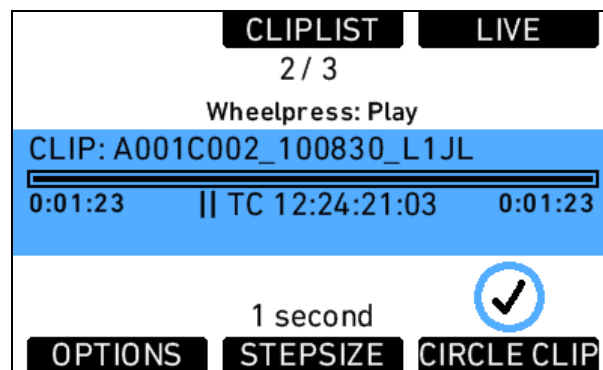 CLIPLIST LIVE
2 / 3
Wheelpress: Play
CLIP: A001C002_100830_L1JL
0:01:23 || TC 12:24:21:03 0:01:23
1 second
OPTIONS STEPSIZE CIRCLE CLIP